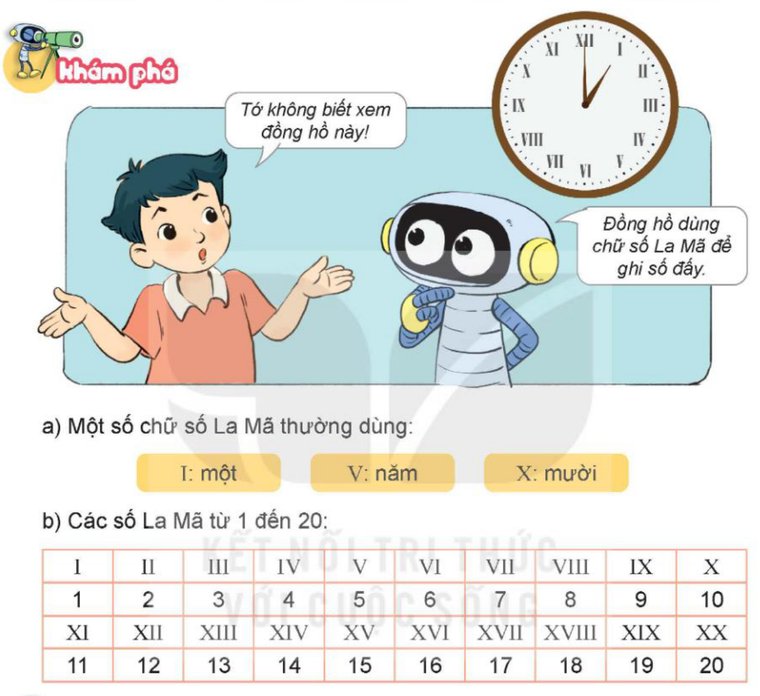 Khám phá
Tớ không biết xem
đồng hồ này!
XII
I
II
III
IV
V
VI
VII
VIII
IX
X
XI
Đồng hồ dùng
chữ số La Mã để
ghi số đấy.
a) Một số chữ số La Mã thường dùng:
I: một V: năm X: mười
b) Các số La Mã từ 1 đến 20:
I II III IV V VI VII VIII IX X
1 2 3 4 5 6 7 8 9 10
XI XII XIII XIV XV XVI XVII XVIII XIX XX
11 12 13 14 15 16 17 18 19 20
KẾT NỐI TRI THỨC
VỚI CUỘC SỐNG